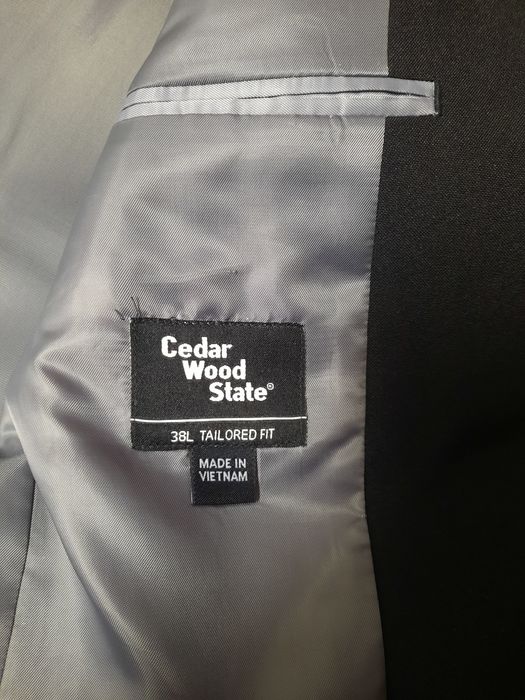 Cedar
Wood
State®
38L TAILORED FIT
MADE IN
VIETNAM